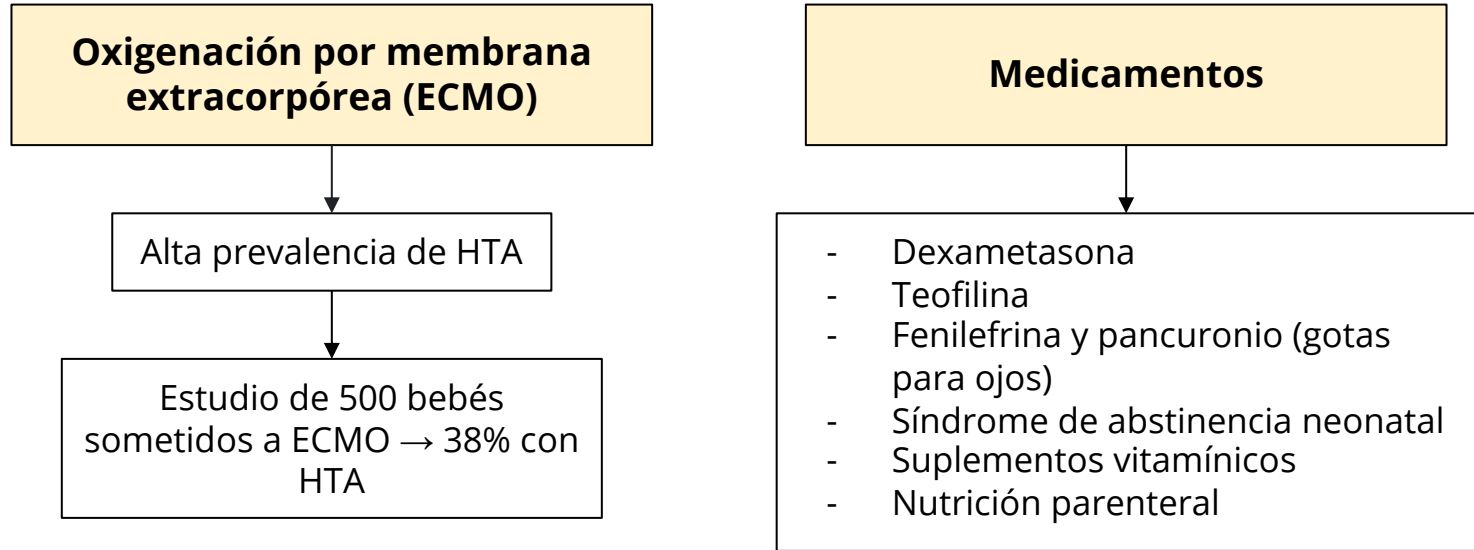 Oxigenación por membrana
extracorpórea (ECMO)
Alta prevalencia de HTA
Estudio de 500 bebés
sometidos a ECMO → 38% con
HTA
Medicamentos
- Dexametasona
- Teofilina
- Fenilefrina y pancuronio (gotas
para ojos)
- Síndrome de abstinencia neonatal
- Suplementos vitamínicos
- Nutrición parenteral